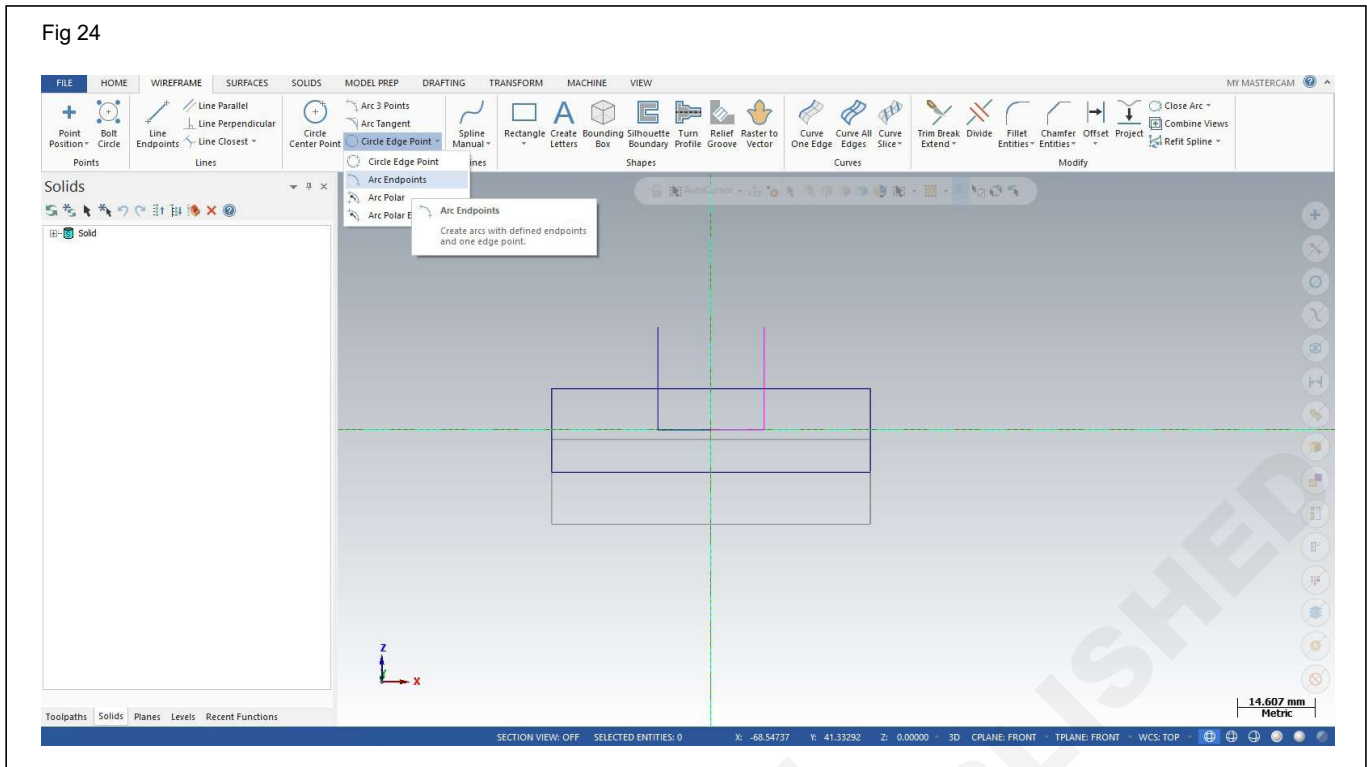 Fig 24
FILE HOME WIREFRAME SURFACES SOLIDS MODEL PREP DRAFTING TRANSFORM MACHINE VIEW MY MASTERCAM
Point Position
Bolt Circle
Points
Line Endpoints
Line Parallel
Line Perpendicular
Line Closest
Lines
Circle Center Point
Arc 3 Points
Arc Tangent
Circle Edge Point
Circle Edge Point
Arc Endpoints
Arc Polar
Arc Polar E
Arc Endpoints
Create arcs with defined endpoints
and one edge point.
Spline Manual
ines
Rectangle
Create Letters
Bounding Box
Silhouette Boundary
Turn Profile
Relief Groove
Raster to Vector
Shapes
Curve One Edge
Curve All Edges
Curve Slice
Curves
Trim Break Extend
Divide
Fillet Entities
Chamfer Entities
Offset
Project
Close Arc
Combine Views
Refit Spline
Modify
Solids
Solid
Z
X
14.607 mm
Metric
Toolpaths Solids Planes Levels Recent Functions
SECTION VIEW: OFF SELECTED ENTITIES: 0 X: -68.54737 Y: 41.33292 Z: 0.00000 3D CPLANE: FRONT TPLANE: FRONT WCS: TOP
LISHED